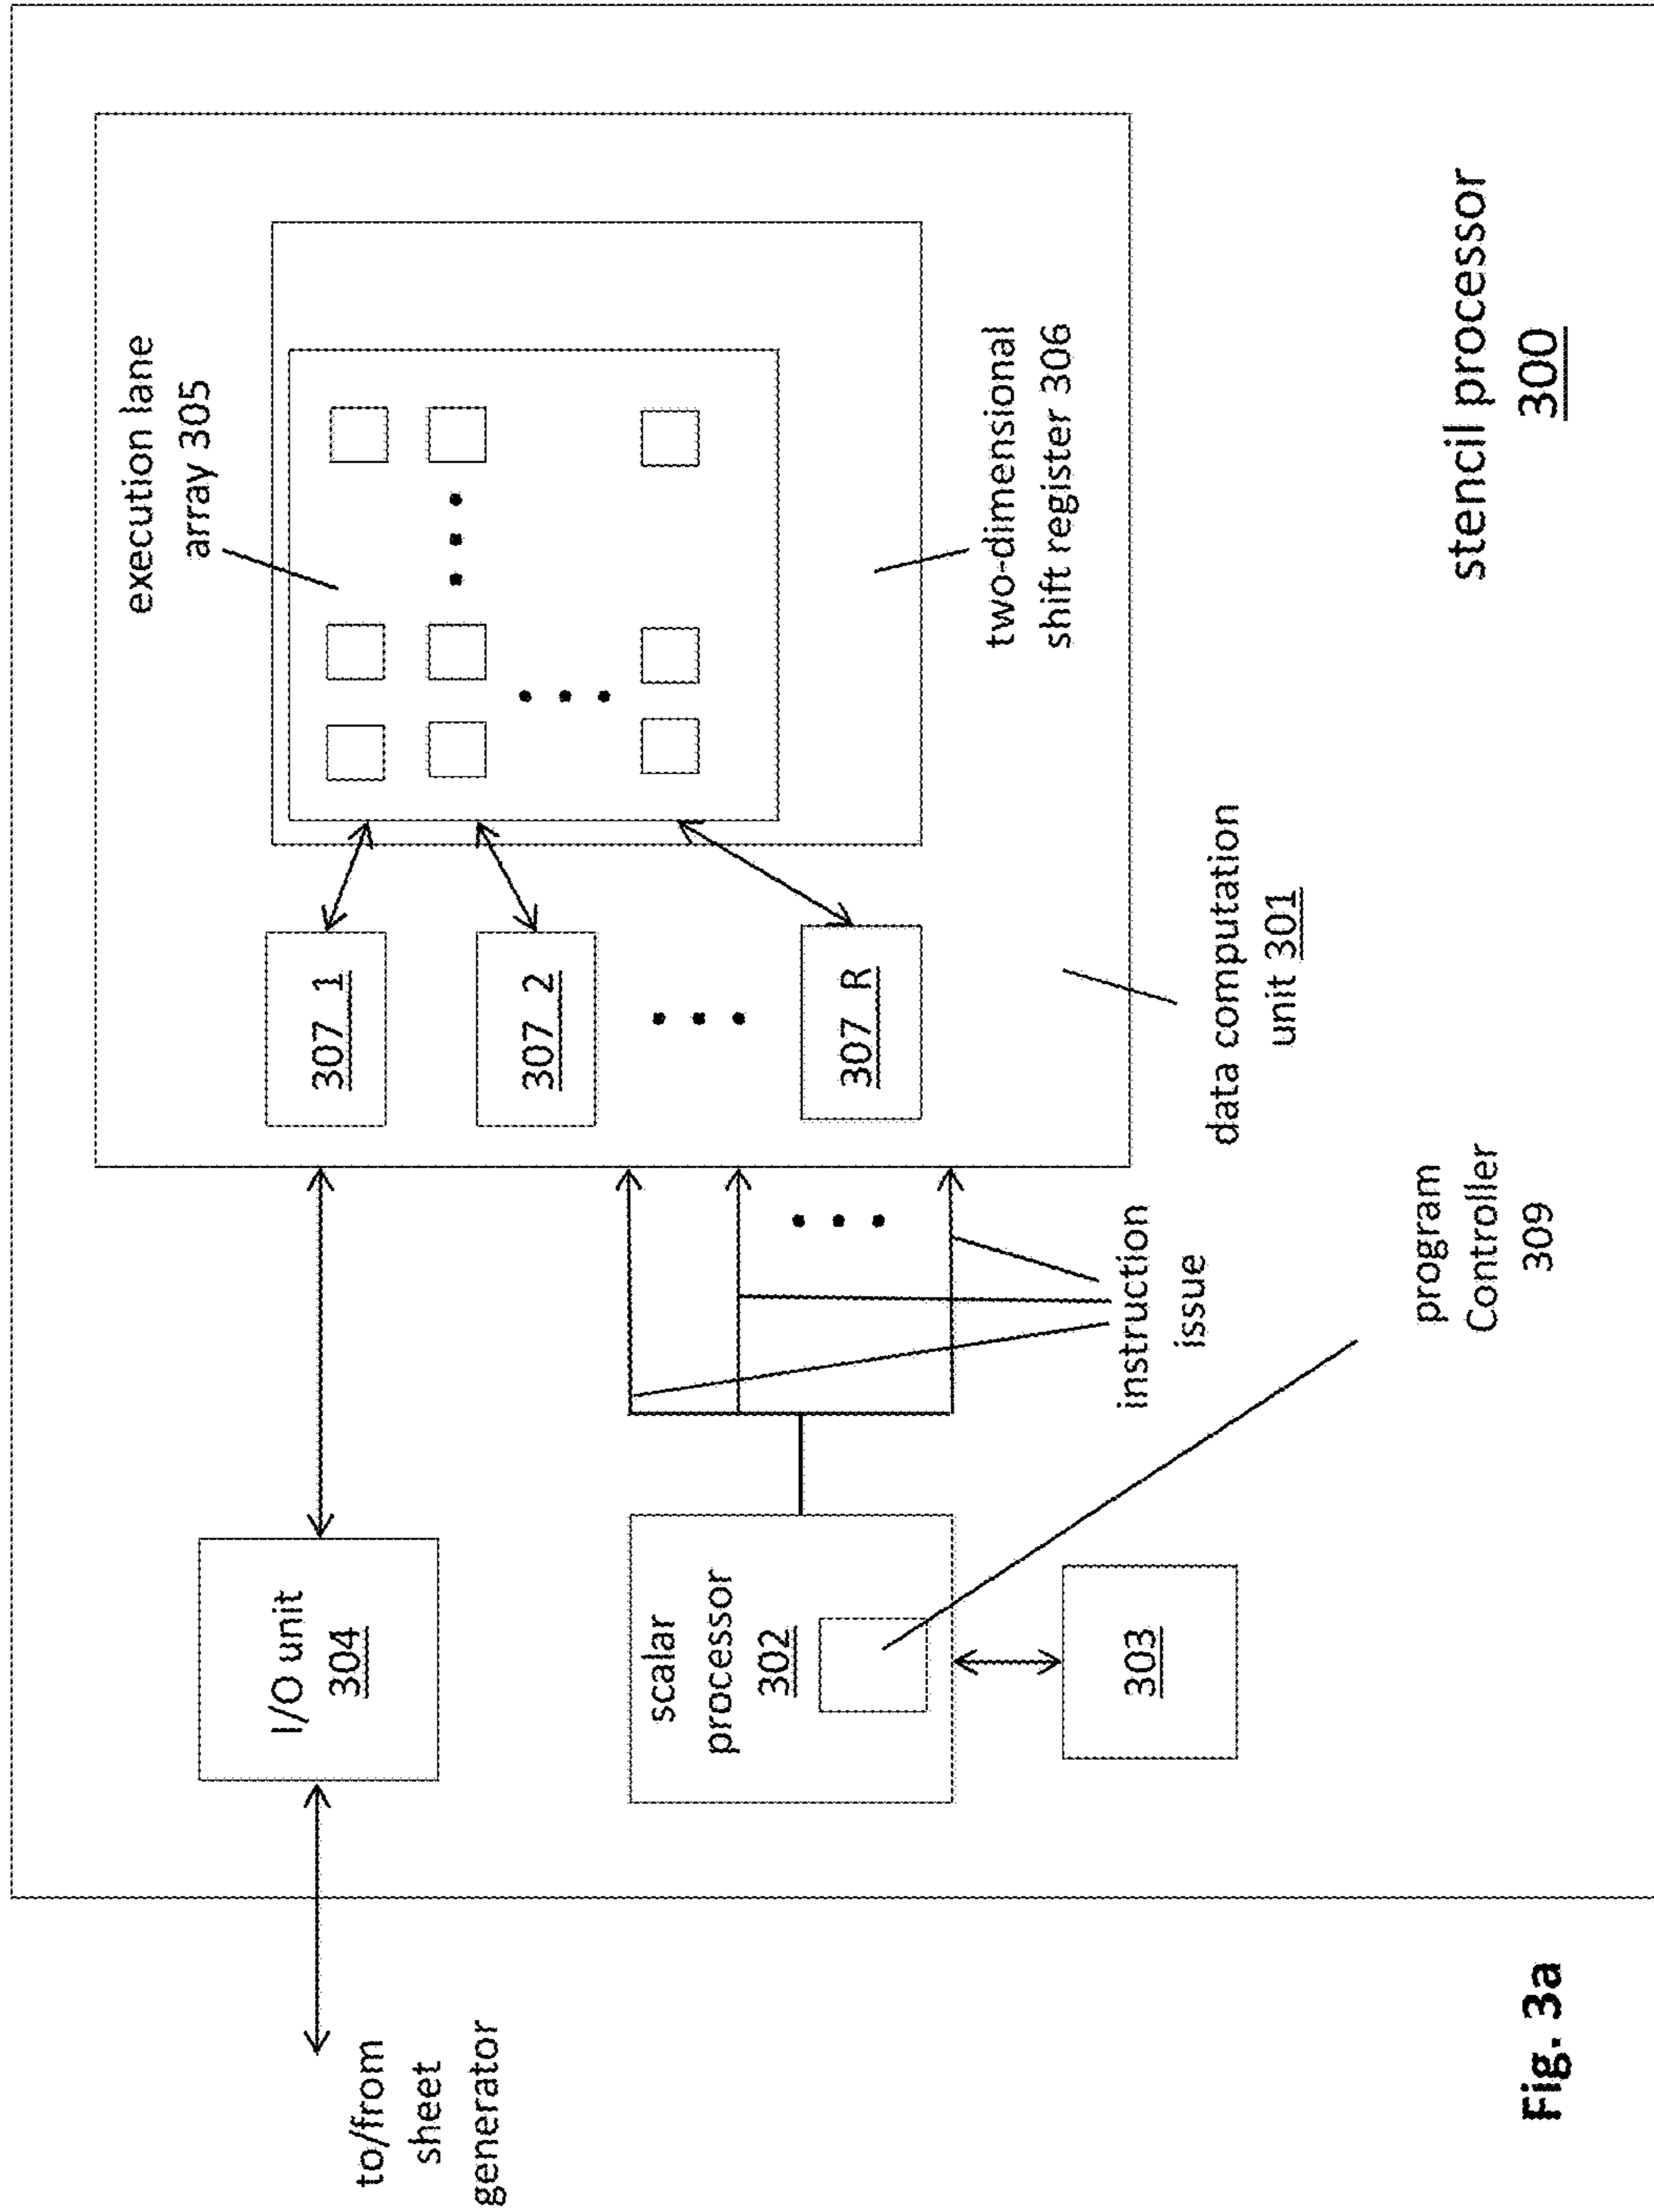 execution lane
array 305
307_1
307_2
307_R
two-dimensional
shift register 306
data computation
unit 301
I/O unit
304
to/from
sheet
generator
scalar
processor
302
303
instruction
issue
program
Controller
309
stencil processor
300
Fig. 3a